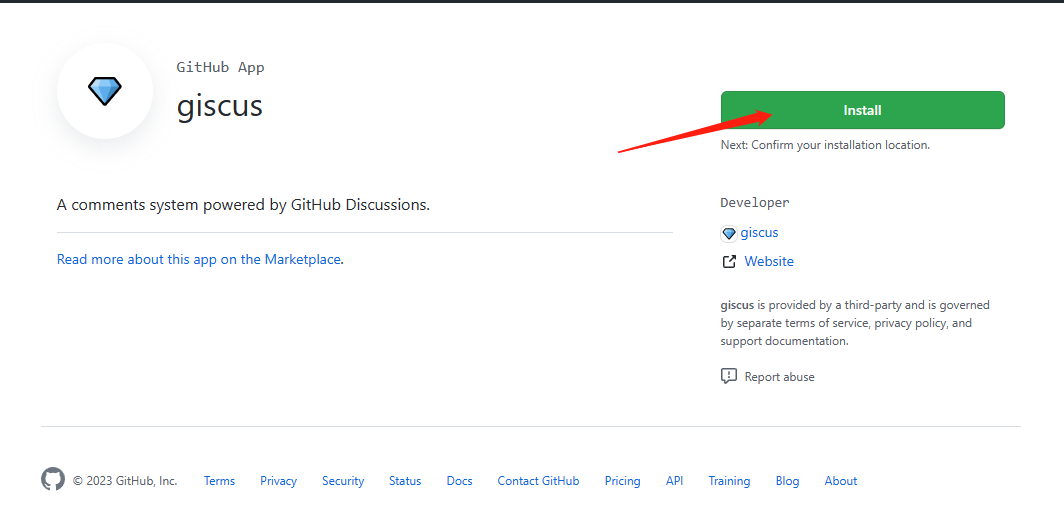 GitHub App
giscus
Install
Next: Confirm your installation location.
A comments system powered by GitHub Discussions.
Read more about this app on the Marketplace.
Developer
giscus
Website
giscus is provided by a third-party and is governed
by separate terms of service, privacy policy, and
support documentation.
Report abuse
© 2023 GitHub, Inc. Terms Privacy Security Status Docs Contact GitHub Pricing API Training Blog About